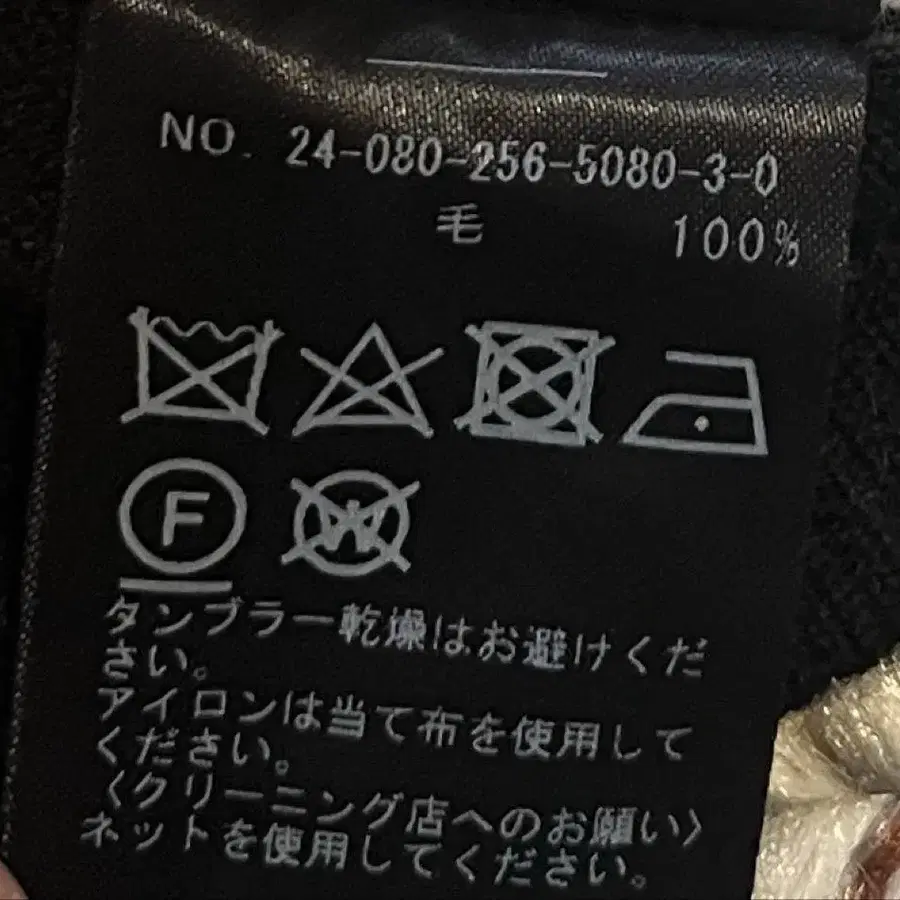 NO. 24-080-256-5080-3-0
毛 100%
F W
タンブラー乾燥はお避けくだ
さい。
アイロンは当て布を使用して
ください。
〈クリーニング店へのお願い〉
ネットを使用してください。